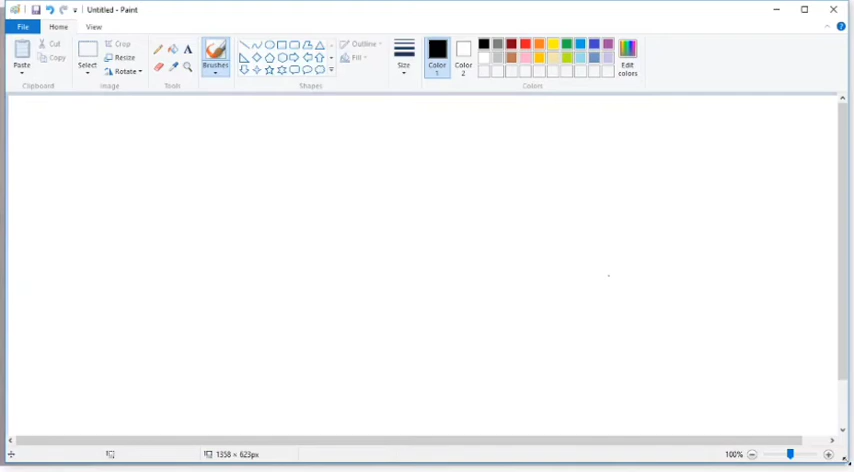 Untitled - Paint
File Home View
Paste
Cut
Copy
Clipboard
Select
Crop
Resize
Rotate
Image
A
Tools
Brushes
Shapes
Outline
Fill
Size
Color
1
Color
2
Edit
colors
Colors
1358 × 623px
100%